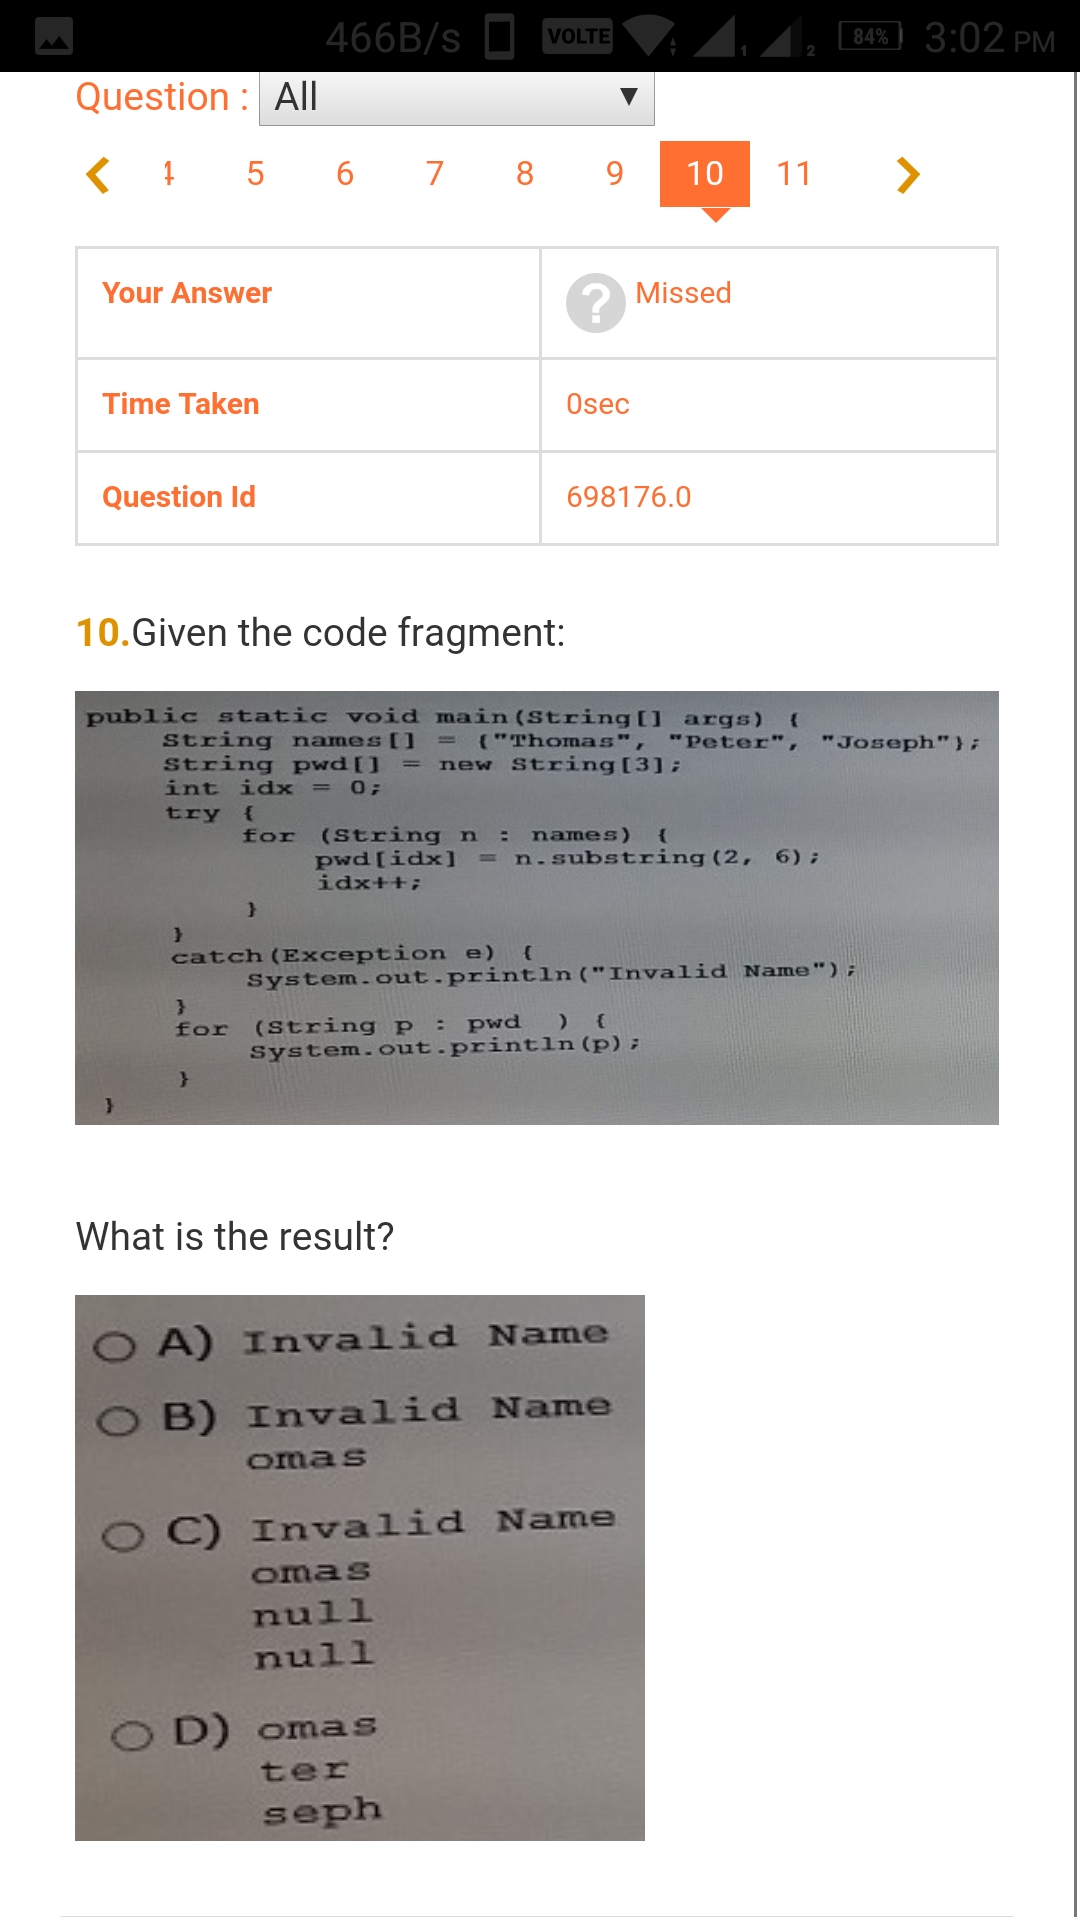 466B/s VOLTE 1 2 84% 3:02 PM
Question : All ▼
4 5 6 7 8 9 10 11
Your Answer ? Missed
Time Taken 0sec
Question Id 698176.0
10.Given the code fragment:
public static void main(String[] args) {
String names[] = {"Thomas", "Peter", "Joseph"};
String pwd[] = new String[3];
int idx = 0;
try {
for (String n : names) {
pwd[idx] = n.substring(2, 6);
idx++;
}
}
catch(Exception e) {
System.out.println("Invalid Name");
}
for (String p : pwd ) {
System.out.println(p);
}
}
What is the result?
A) Invalid Name
B) Invalid Name
omas
C) Invalid Name
omas
null
null
D) omas
ter
seph